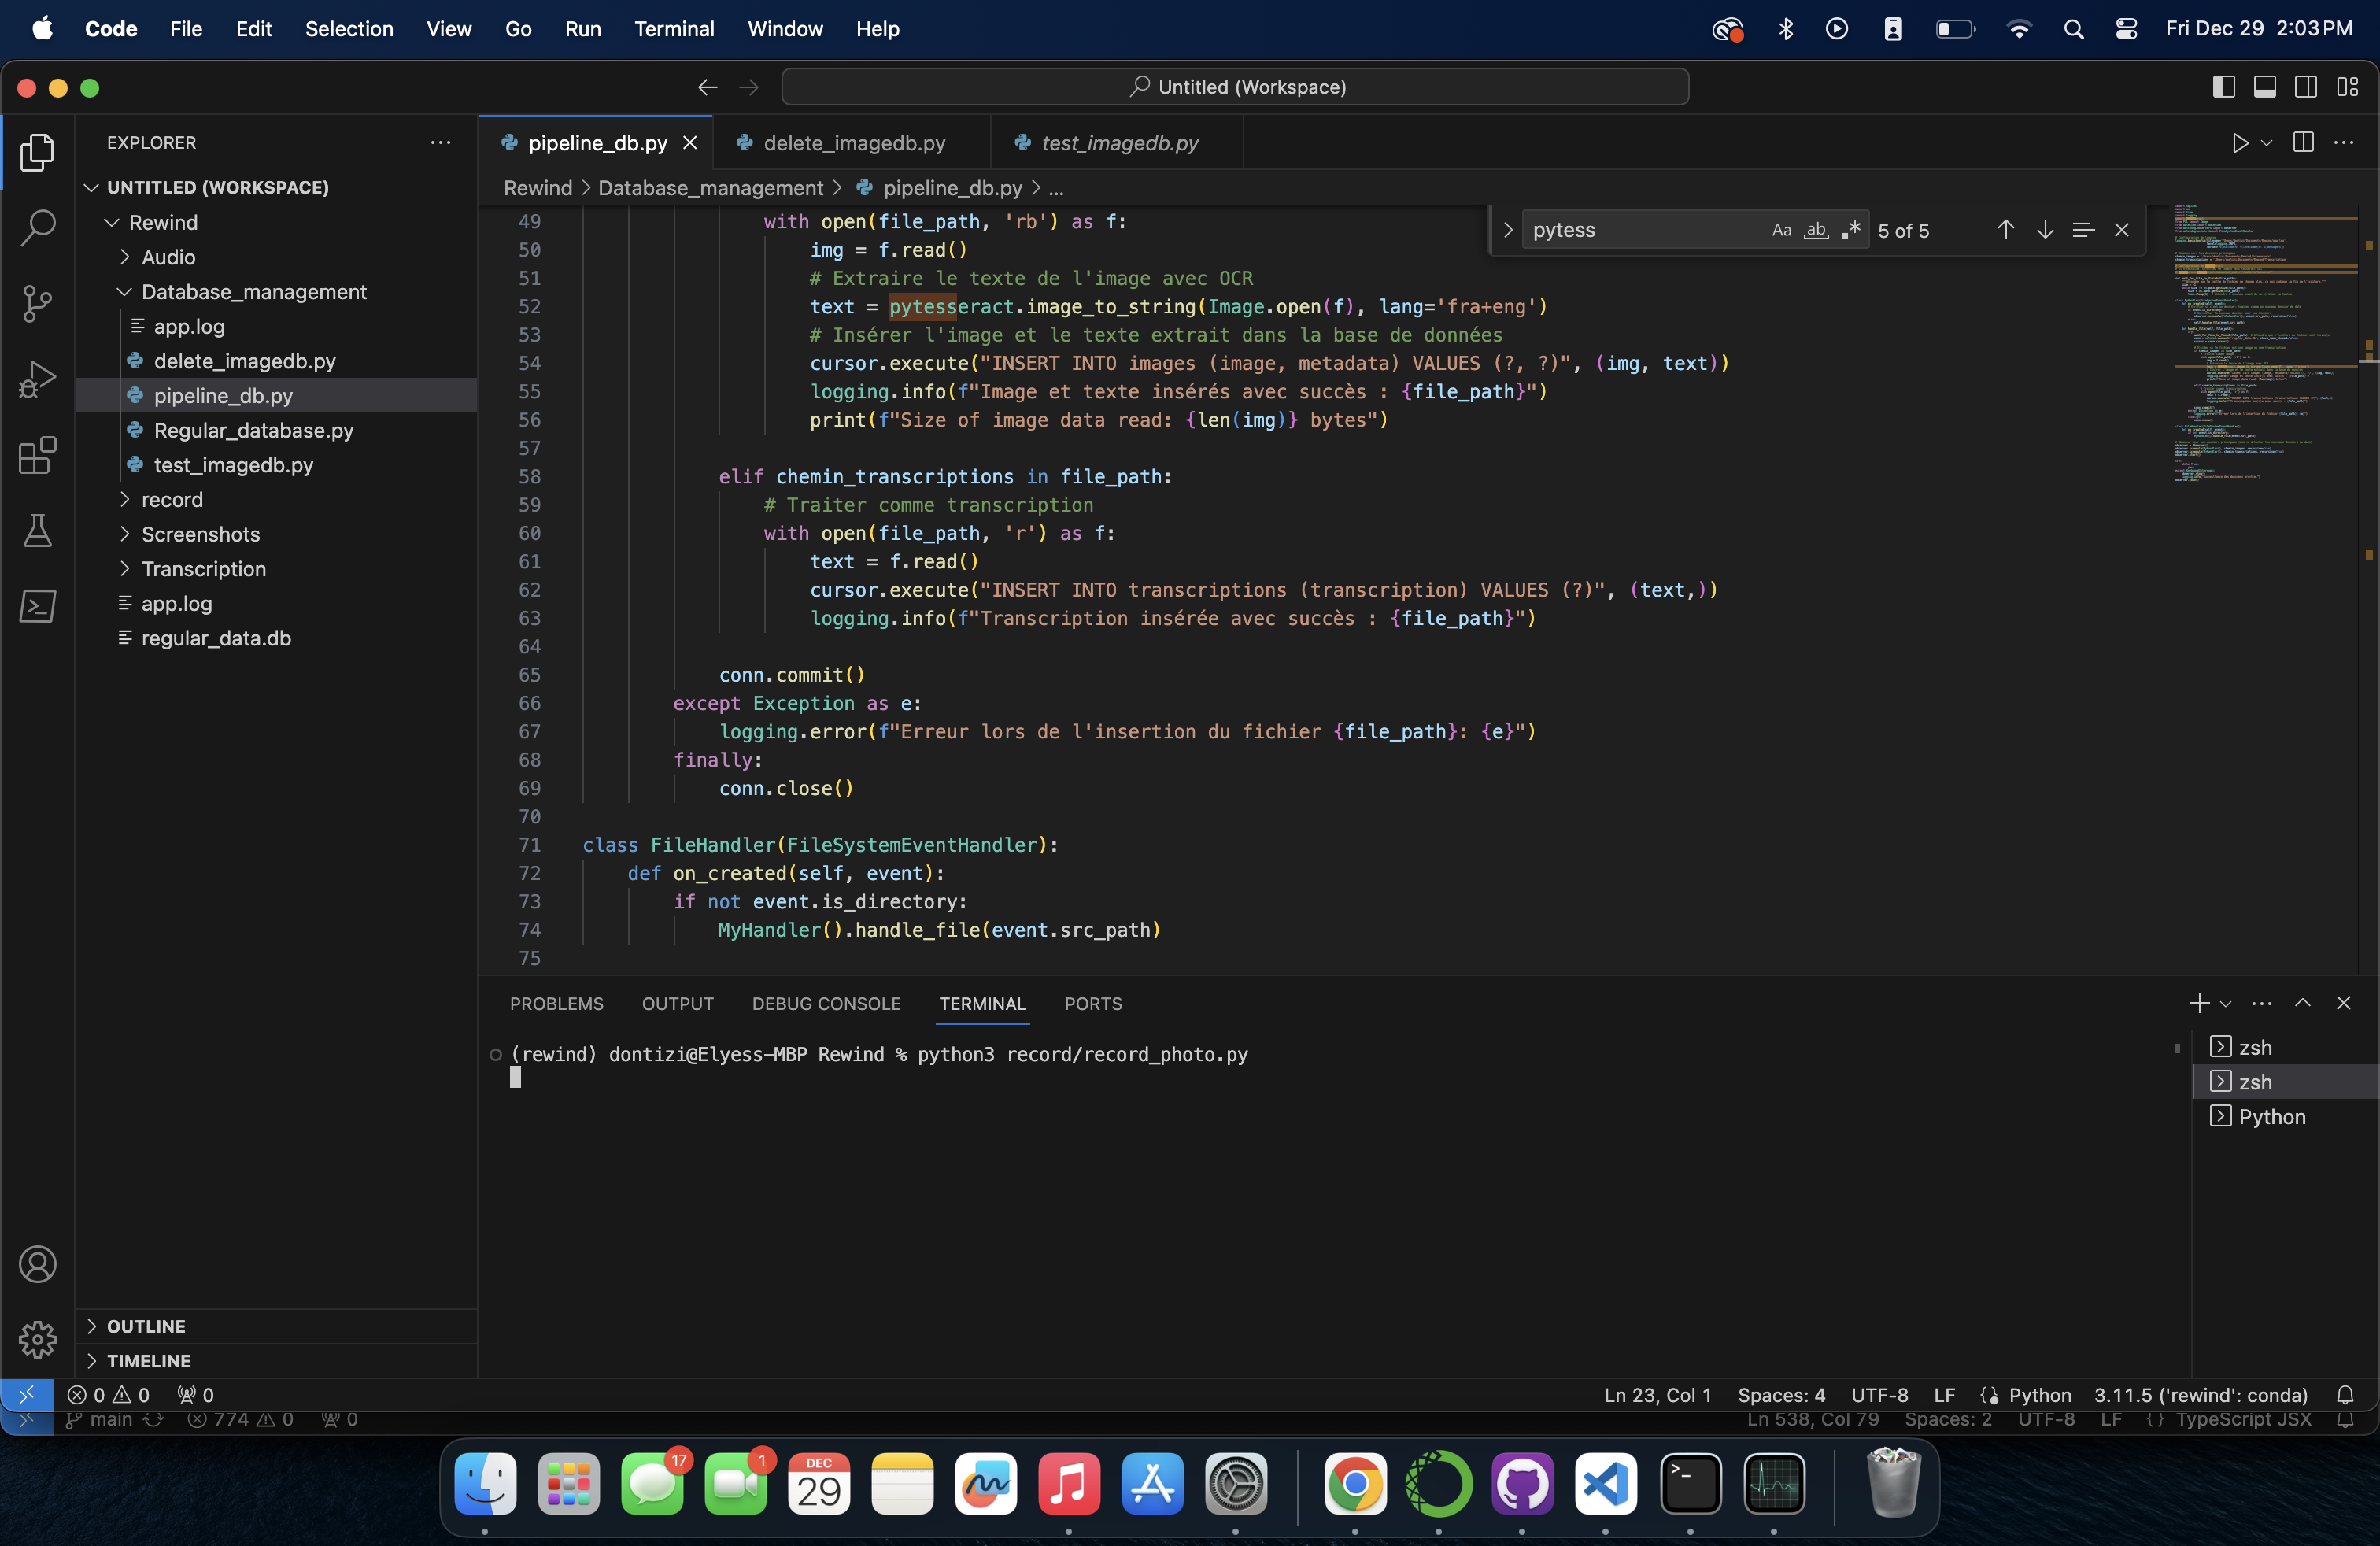 Code File Edit Selection View Go Run Terminal Window Help Fri Dec 29 2:03 PM
Untitled (Workspace)
EXPLORER
UNTITLED (WORKSPACE)
Rewind
Audio
Database_management
app.log
delete_imagedb.py
pipeline_db.py
Regular_database.py
test_imagedb.py
record
Screenshots
Transcription
app.log
regular_data.db
OUTLINE
TIMELINE
pipeline_db.py delete_imagedb.py test_imagedb.py
Rewind > Database_management > pipeline_db.py > ...
pytess Aa ab .* 5 of 5
49 with open(file_path, 'rb') as f:
50 img = f.read()
51 # Extraire le texte de l'image avec OCR
52 text = pytesseract.image_to_string(Image.open(f), lang='fra+eng')
53 # Insérer l'image et le texte extrait dans la base de données
54 cursor.execute("INSERT INTO images (image, metadata) VALUES (?, ?)", (img, text))
55 logging.info(f"Image et texte insérés avec succès : {file_path}")
56 print(f"Size of image data read: {len(img)} bytes")
57
58 elif chemin_transcriptions in file_path:
59 # Traiter comme transcription
60 with open(file_path, 'r') as f:
61 text = f.read()
62 cursor.execute("INSERT INTO transcriptions (transcription) VALUES (?)", (text,))
63 logging.info(f"Transcription insérée avec succès : {file_path}")
64
65 conn.commit()
66 except Exception as e:
67 logging.error(f"Erreur lors de l'insertion du fichier {file_path}: {e}")
68 finally:
69 conn.close()
70
71 class FileHandler(FileSystemEventHandler):
72 def on_created(self, event):
73 if not event.is_directory:
74 MyHandler().handle_file(event.src_path)
75
PROBLEMS OUTPUT DEBUG CONSOLE TERMINAL PORTS
(rewind) dontizi@Elyess-MBP Rewind % python3 record/record_photo.py
zsh
zsh
Python
0 0 0 Ln 23, Col 1 Spaces: 4 UTF-8 LF Python 3.11.5 ('rewind': conda)
main 774 0 0 Ln 538, Col 79 Spaces: 2 UTF-8 LF {} TypeScript JSX
17 1 DEC 29 >_